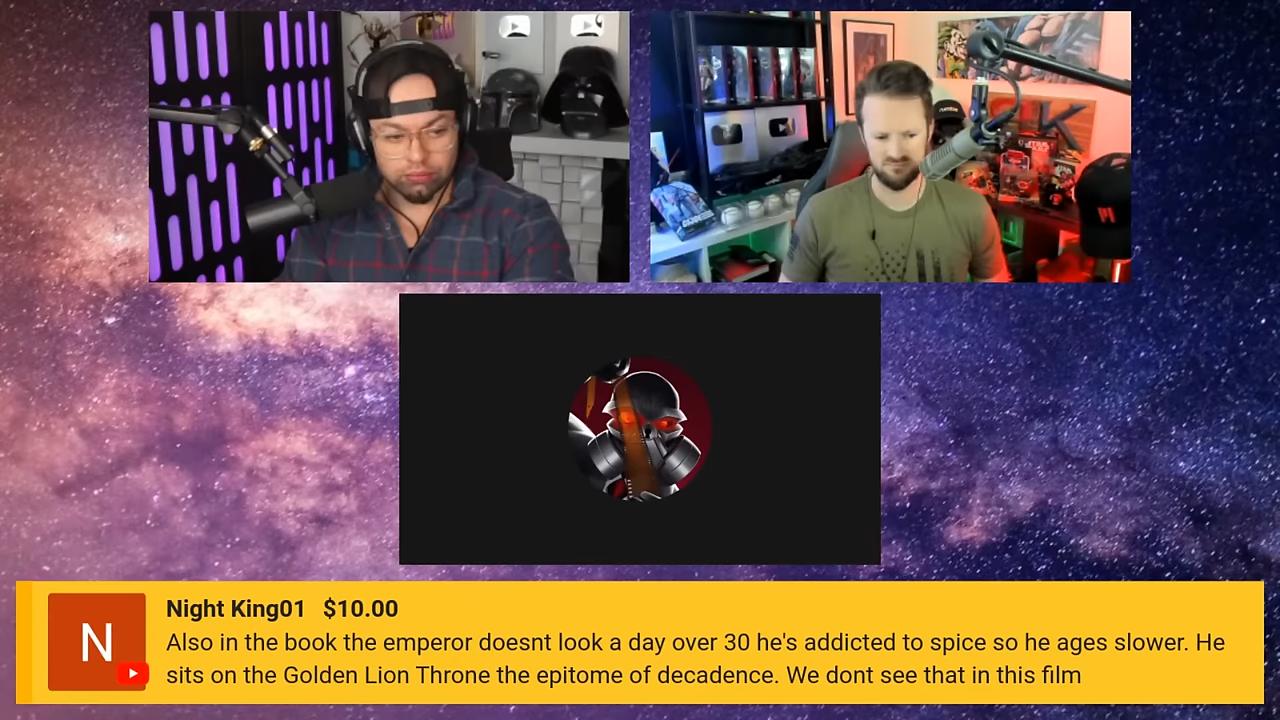 Night King01 $10.00
N
Also in the book the emperor doesnt look a day over 30 he's addicted to spice so he ages slower. He
sits on the Golden Lion Throne the epitome of decadence. We dont see that in this film